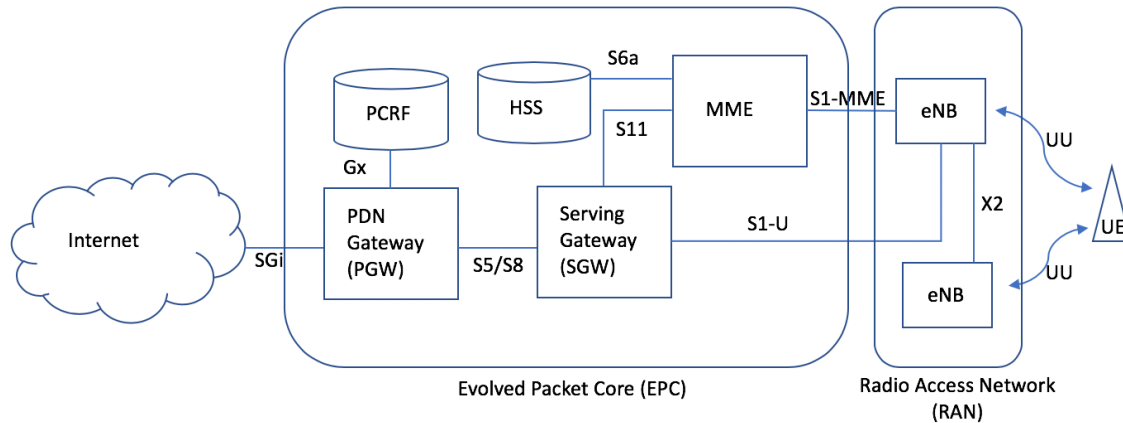 S6a
PCRF
HSS
MME
S1-MME
eNB
S11
UU
Gx
X2
PDN
Gateway
(PGW)
Serving
Gateway
(SGW)
S1-U
UE
Internet
SGi
S5/S8
UU
eNB
Evolved Packet Core (EPC)
Radio Access Network
(RAN)